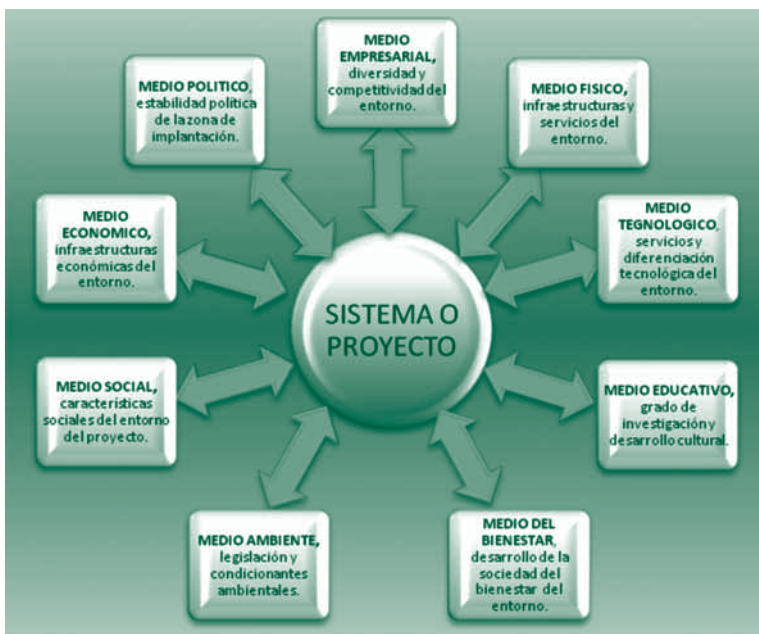 MEDIO
EMPRESARIAL,
diversidad y
competitividad del
entorno.
MEDIO POLITICO,
estabilidad política
de la zona de
implantación.
MEDIO FISICO,
infraestructuras y
servicios del
entorno.
MEDIO
ECONOMICO,
infraestructuras
económicas del
entorno.
MEDIO
TEGNOLOGICO,
servicios y
diferenciación
tecnológica del
entorno.
SISTEMA O
PROYECTO
MEDIO SOCIAL,
características
sociales del entorno
del proyecto.
MEDIO EDUCATIVO,
grado de
investigación y
desarrollo cultural.
MEDIO AMBIENTE,
legislación y
condicionantes
ambientales.
MEDIO DEL
BIENESTAR,
desarrollo de la
sociedad del
bienestar del
entorno.